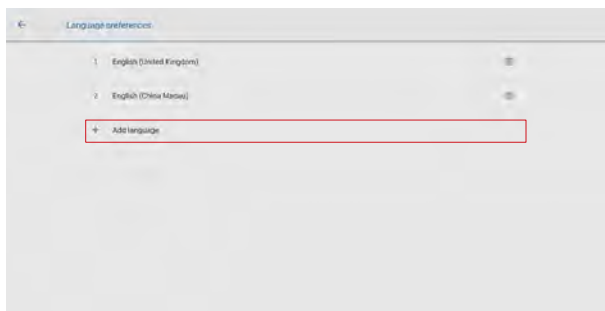 Language preferences
1 English (United Kingdom)
2 English (China Macau)
+ Add language